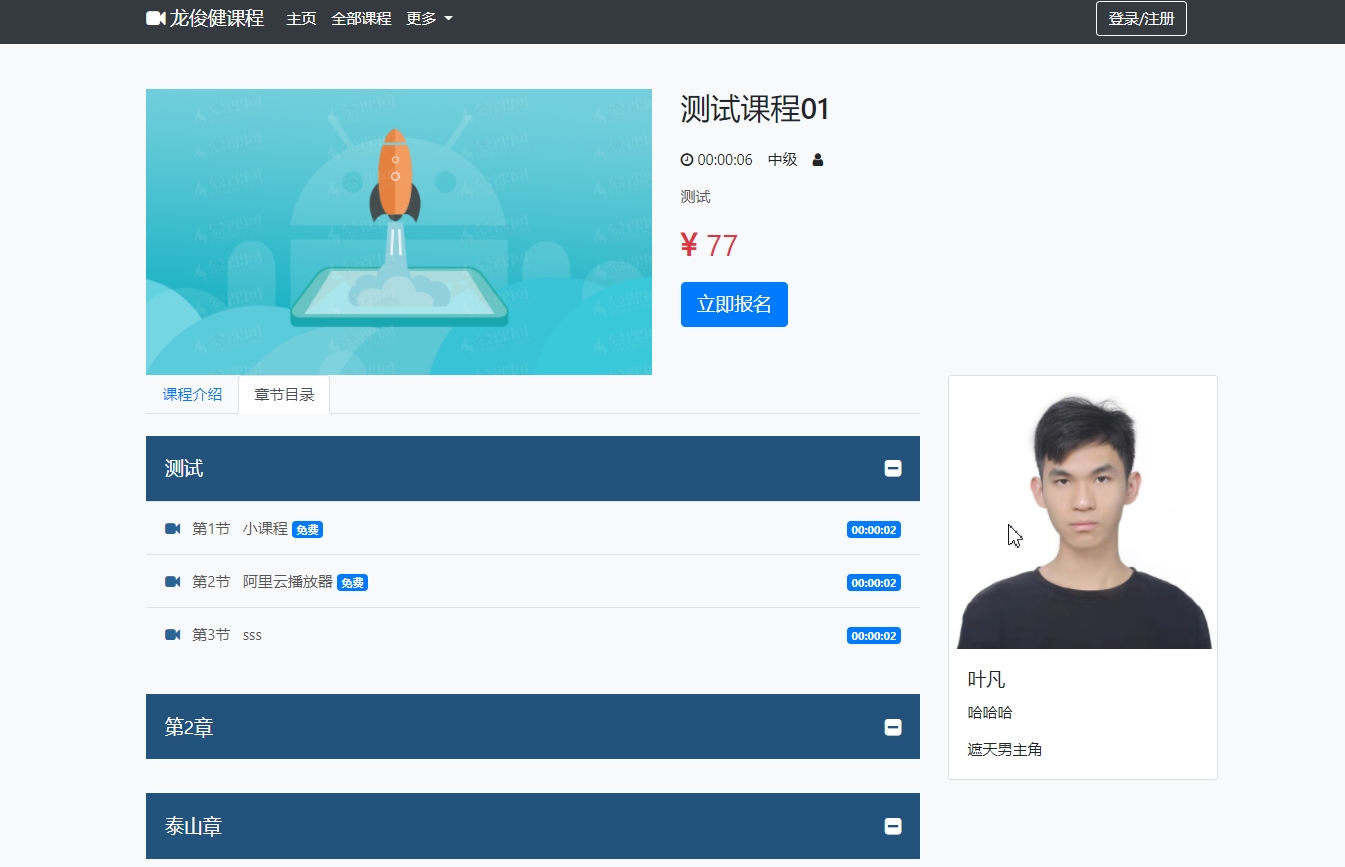 龙俊健课程 主页 全部课程 更多 登录/注册
测试课程01
00:00:06 中级
测试
¥ 77
立即报名
课程介绍 章节目录
测试
第1节 小课程 免费 00:00:02
第2节 阿里云播放器 免费 00:00:02
第3节 sss 00:00:02
第2章
泰山章
叶凡
哈哈哈
遮天男主角